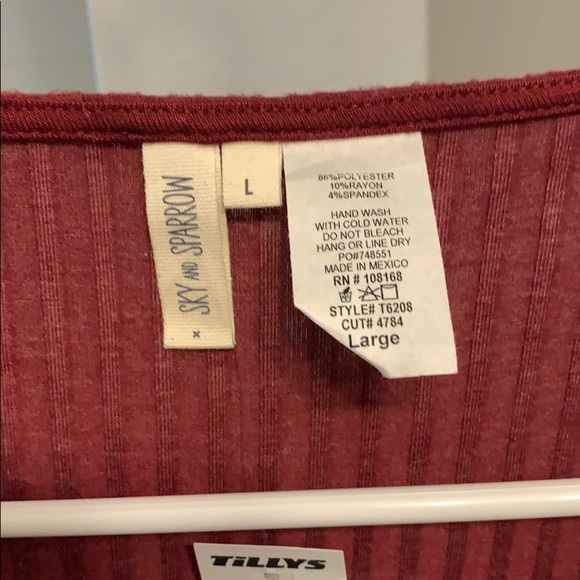 SKY AND SPARROW
x
L
86%POLYESTER
10%RAYON
4%SPANDEX
HAND WASH
WITH COLD WATER
DO NOT BLEACH
HANG OR LINE DRY
PO#748551
MADE IN MEXICO
RN # 108168
STYLE# T6208
CUT# 4784
Large
TiLLYS